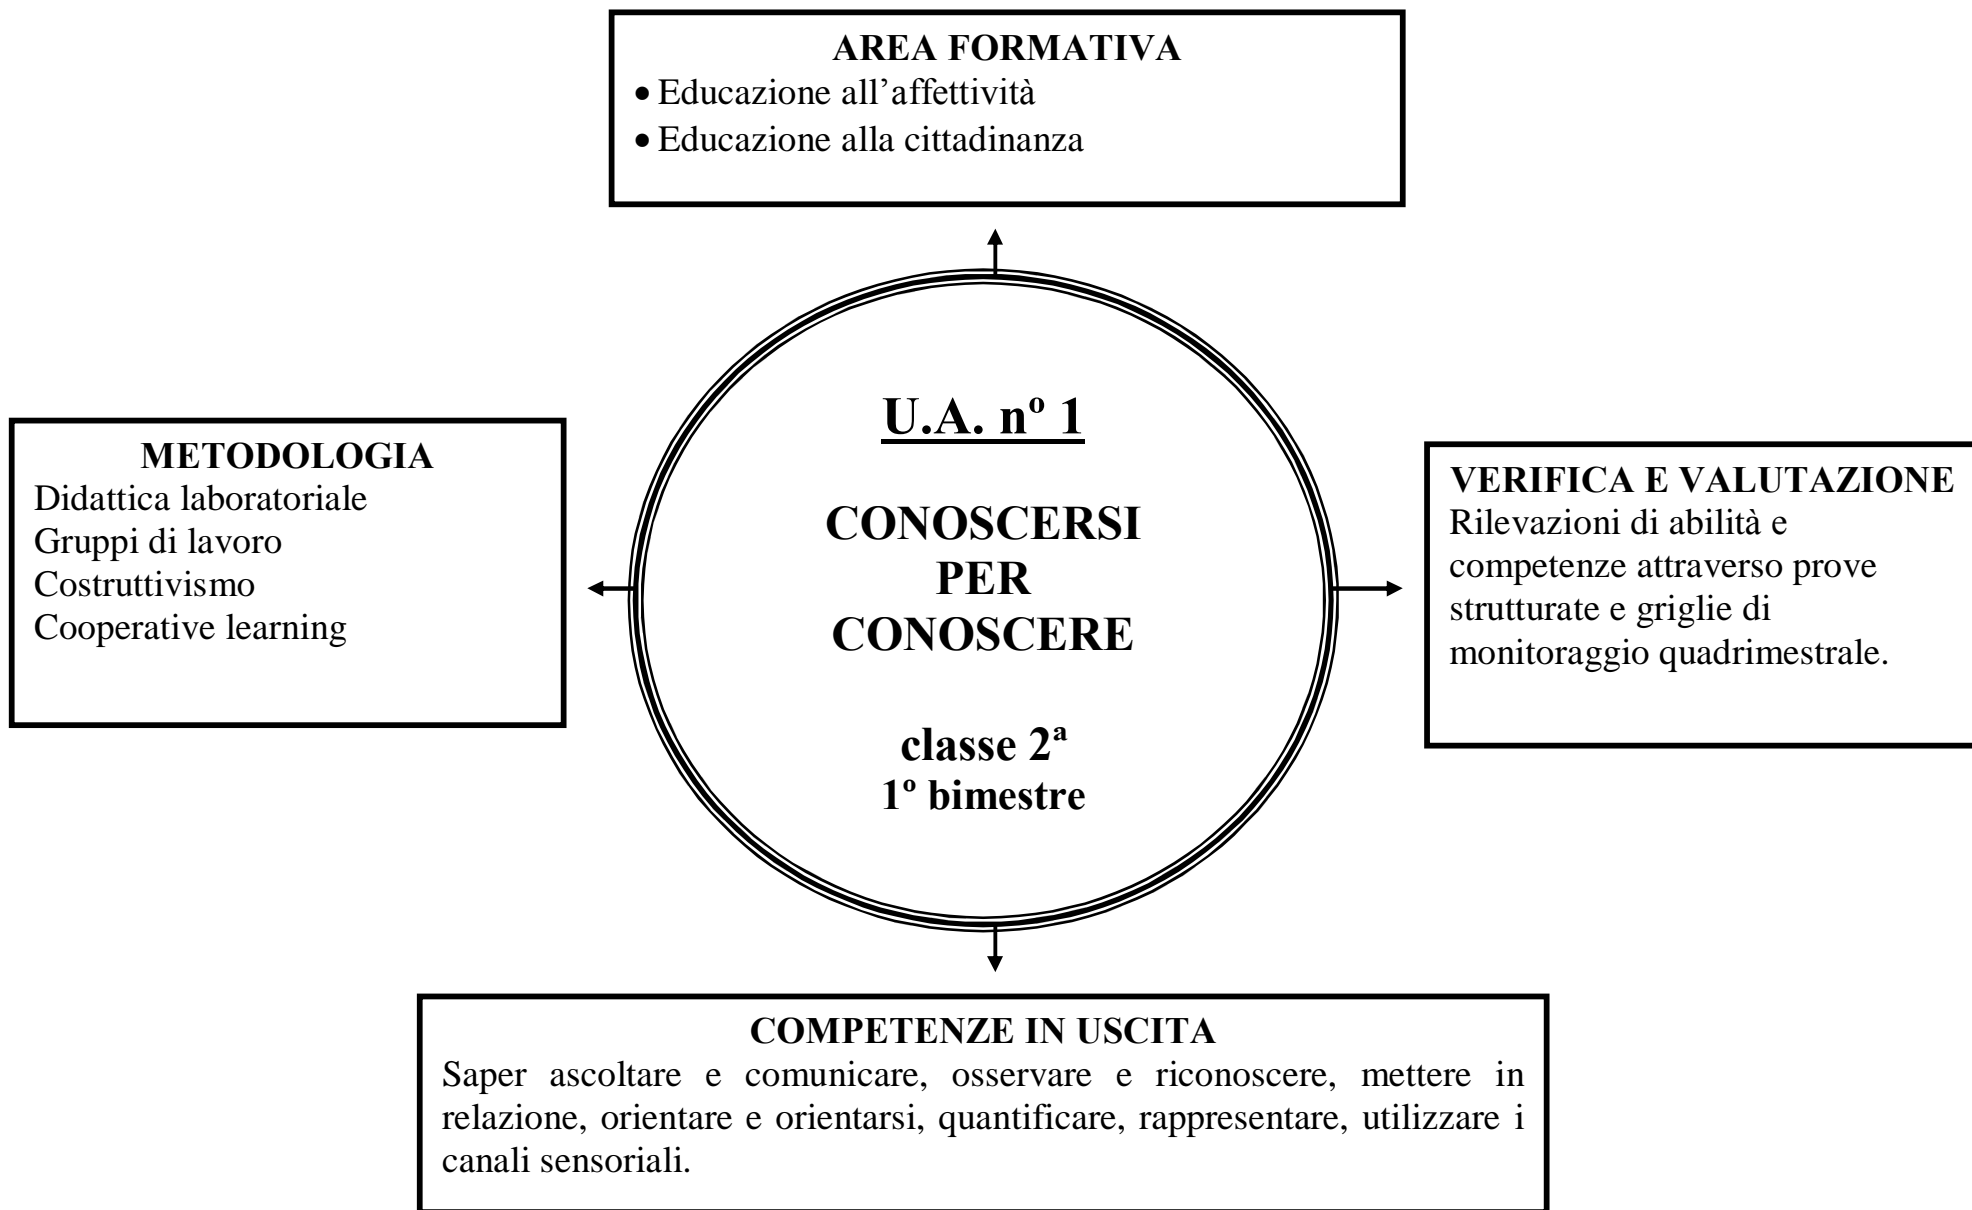 AREA FORMATIVA
• Educazione all’affettività
• Educazione alla cittadinanza
METODOLOGIA
Didattica laboratoriale
Gruppi di lavoro
Costruttivismo
Cooperative learning
U.A. nº 1
CONOSCERSI
PER
CONOSCERE
classe 2ª
1º bimestre
VERIFICA E VALUTAZIONE
Rilevazioni di abilità e
competenze attraverso prove
strutturate e griglie di
monitoraggio quadrimestrale.
COMPETENZE IN USCITA
Saper ascoltare e comunicare, osservare e riconoscere, mettere in
relazione, orientare e orientarsi, quantificare, rappresentare, utilizzare i
canali sensoriali.